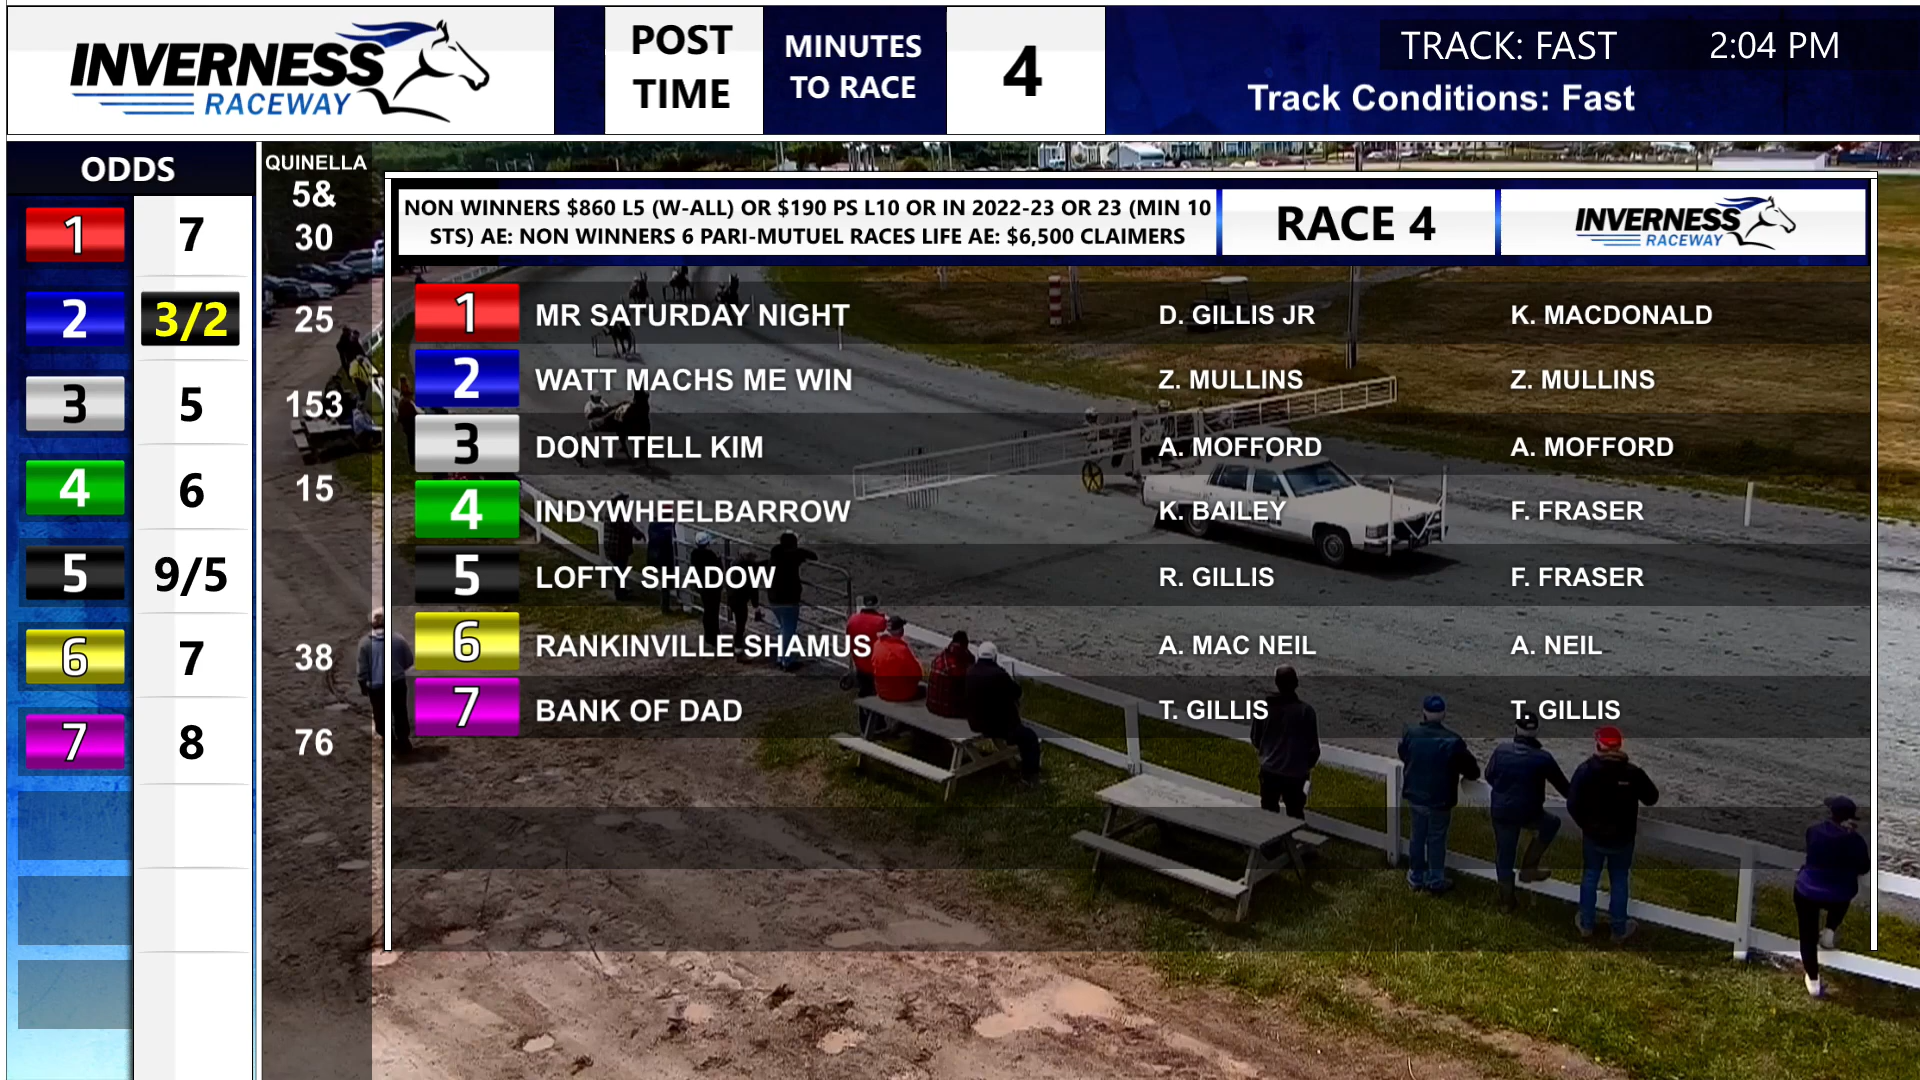 INVERNESS
RACEWAY
POST
TIME
MINUTES
TO RACE
4
TRACK: FAST
2:04 PM
Track Conditions: Fast
ODDS
QUINELLA
5&
1 7 30
2 3/2 25
3 5 153
4 6 15
5 9/5
6 7 38
7 8 76
NON WINNERS $860 L5 (W-ALL) OR $190 PS L10 OR IN 2022-23 OR 23 (MIN 10
STS) AE: NON WINNERS 6 PARI-MUTUEL RACES LIFE AE: $6,500 CLAIMERS
RACE 4
INVERNESS
RACEWAY
1 MR SATURDAY NIGHT D. GILLIS JR K. MACDONALD
2 WATT MACHS ME WIN Z. MULLINS Z. MULLINS
3 DONT TELL KIM A. MOFFORD A. MOFFORD
4 INDYWHEELBARROW K. BAILEY F. FRASER
5 LOFTY SHADOW R. GILLIS F. FRASER
6 RANKINVILLE SHAMUS A. MAC NEIL A. NEIL
7 BANK OF DAD T. GILLIS T. GILLIS